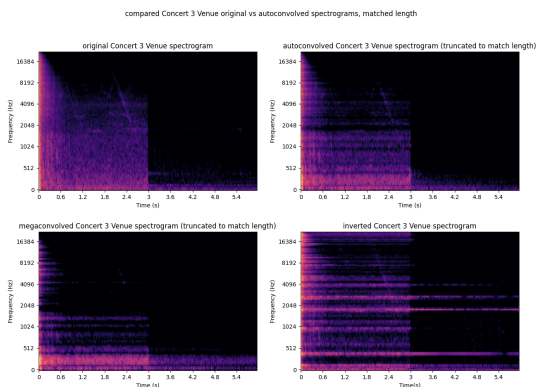 compared Concert 3 Venue original vs autoconvolved spectrograms, matched length
original Concert 3 Venue spectrogram
Frequency (Hz)
16384
8192
4096
2048
1024
512
0
0 0.6 1.2 1.8 2.4 3 3.6 4.2 4.8 5.4
Time (s)
autoconvolved Concert 3 Venue spectrogram (truncated to match length)
Frequency (Hz)
16384
8192
4096
2048
1024
512
0
0 0.6 1.2 1.8 2.4 3 3.6 4.2 4.8 5.4
Time (s)
megaconvolved Concert 3 Venue spectrogram (truncated to match length)
Frequency (Hz)
16384
8192
4096
2048
1024
512
0
0 0.6 1.2 1.8 2.4 3 3.6 4.2 4.8 5.4
Time (s)
inverted Concert 3 Venue spectrogram
Frequency (Hz)
16384
8192
4096
2048
1024
512
0
0 0.6 1.2 1.8 2.4 3 3.6 4.2 4.8 5.4
Time(s)